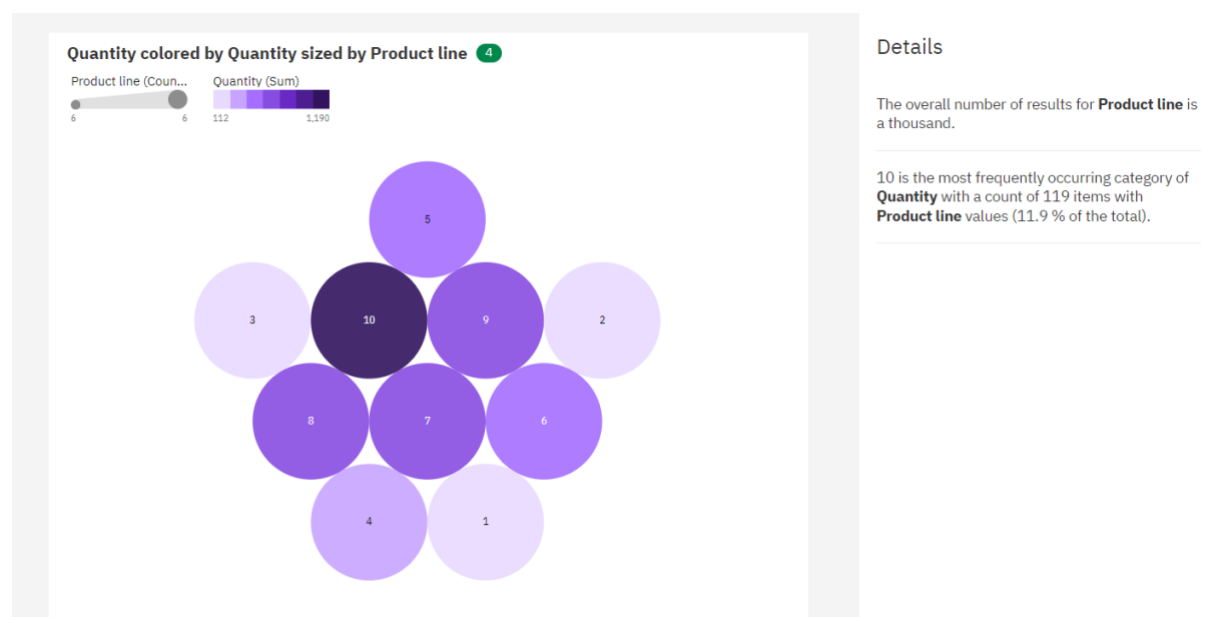 Quantity colored by Quantity sized by Product line 4
Product line (Coun...
6 6
Quantity (Sum)
112 1,190
5
3 10 9 2
8 7 6
4 1
Details
The overall number of results for Product line is
a thousand.
10 is the most frequently occurring category of
Quantity with a count of 119 items with
Product line values (11.9 % of the total).